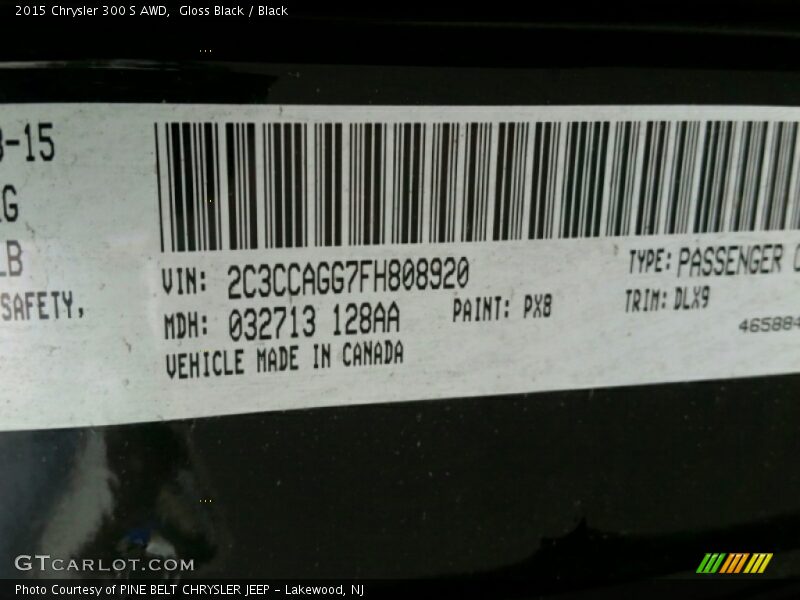 2015 Chrysler 300 S AWD,  Gloss Black / Black
-15
G
LB
SAFETY,
VIN: 2C3CCAGG7FH808920
TYPE: PASSENGER
MDH: 032713 128AA
PAINT: PX8
TRIM: DLX9
VEHICLE MADE IN CANADA
46588
GTCARLOT.COM
Photo Courtesy of PINE BELT CHRYSLER JEEP - Lakewood, NJ